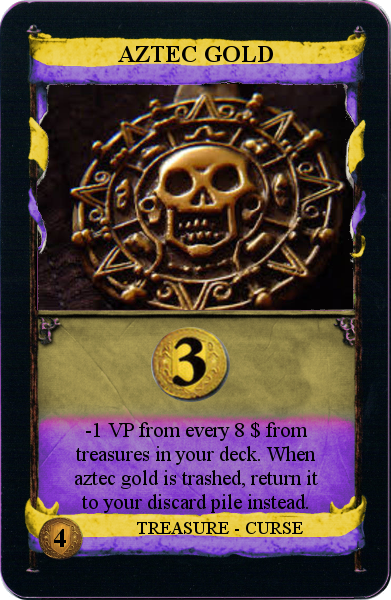 AZTEC GOLD
3
-1 VP from every 8 $ from
treasures in your deck. When
aztec gold is trashed, return it
to your discard pile instead.
4
TREASURE - CURSE